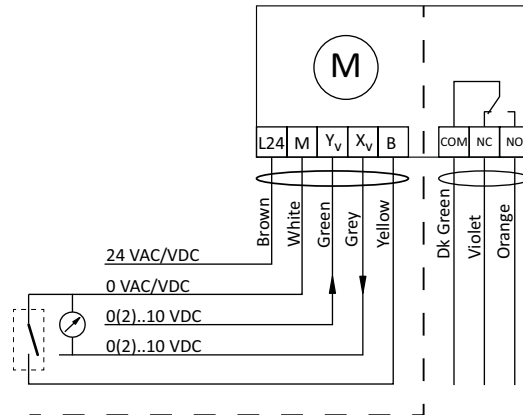 M
L24 M Yv Xv B COM NC NO
Brown White Green Grey Yellow Dk Green Violet Orange
24 VAC/VDC
0 VAC/VDC
0(2)..10 VDC
0(2)..10 VDC